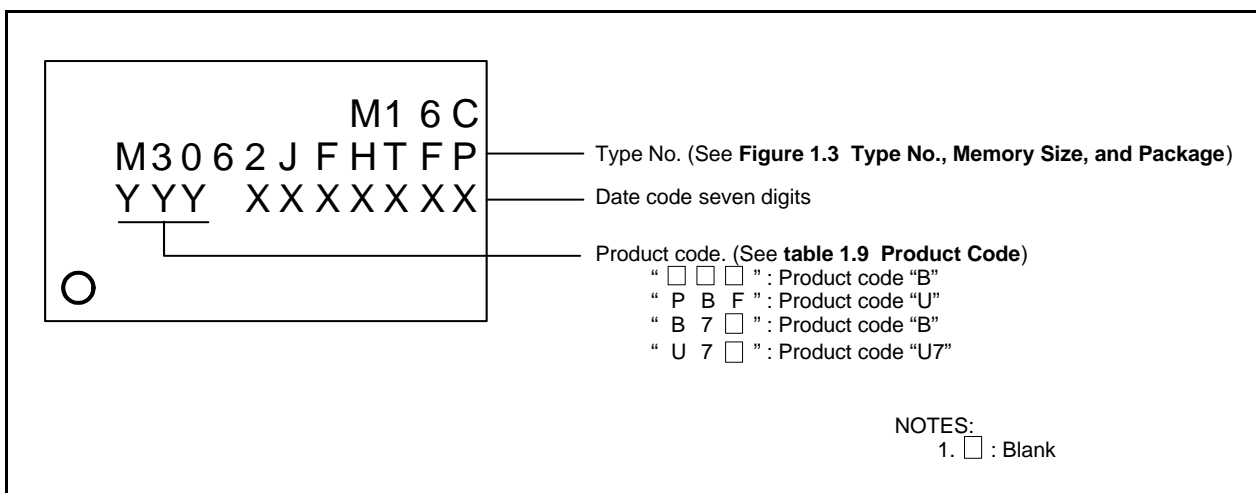 M16C
M3062JFHTFP
Type No. (See Figure 1.3 Type No., Memory Size, and Package)
YYY XXXXXXX
Date code seven digits
Product code. (See table 1.9 Product Code)
“ □ □ □ ” : Product code “B”
“ P B F ” : Product code “U”
“ B 7 □ ” : Product code “B”
“ U 7 □ ” : Product code “U7”
NOTES:
1. □ : Blank